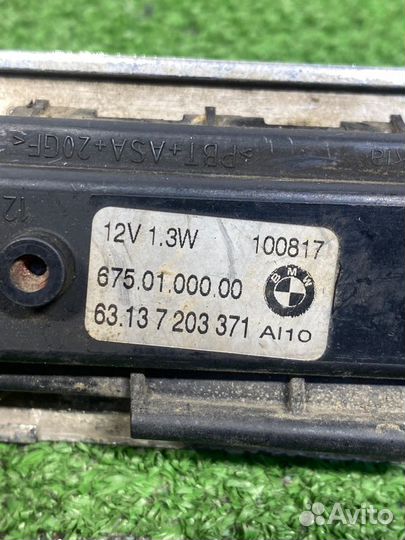 >PBT+ASA+20GF<
12
12V 1.3W 100817
675.01.000.00
BMW
63.13 7 203 371 AI10
Avito